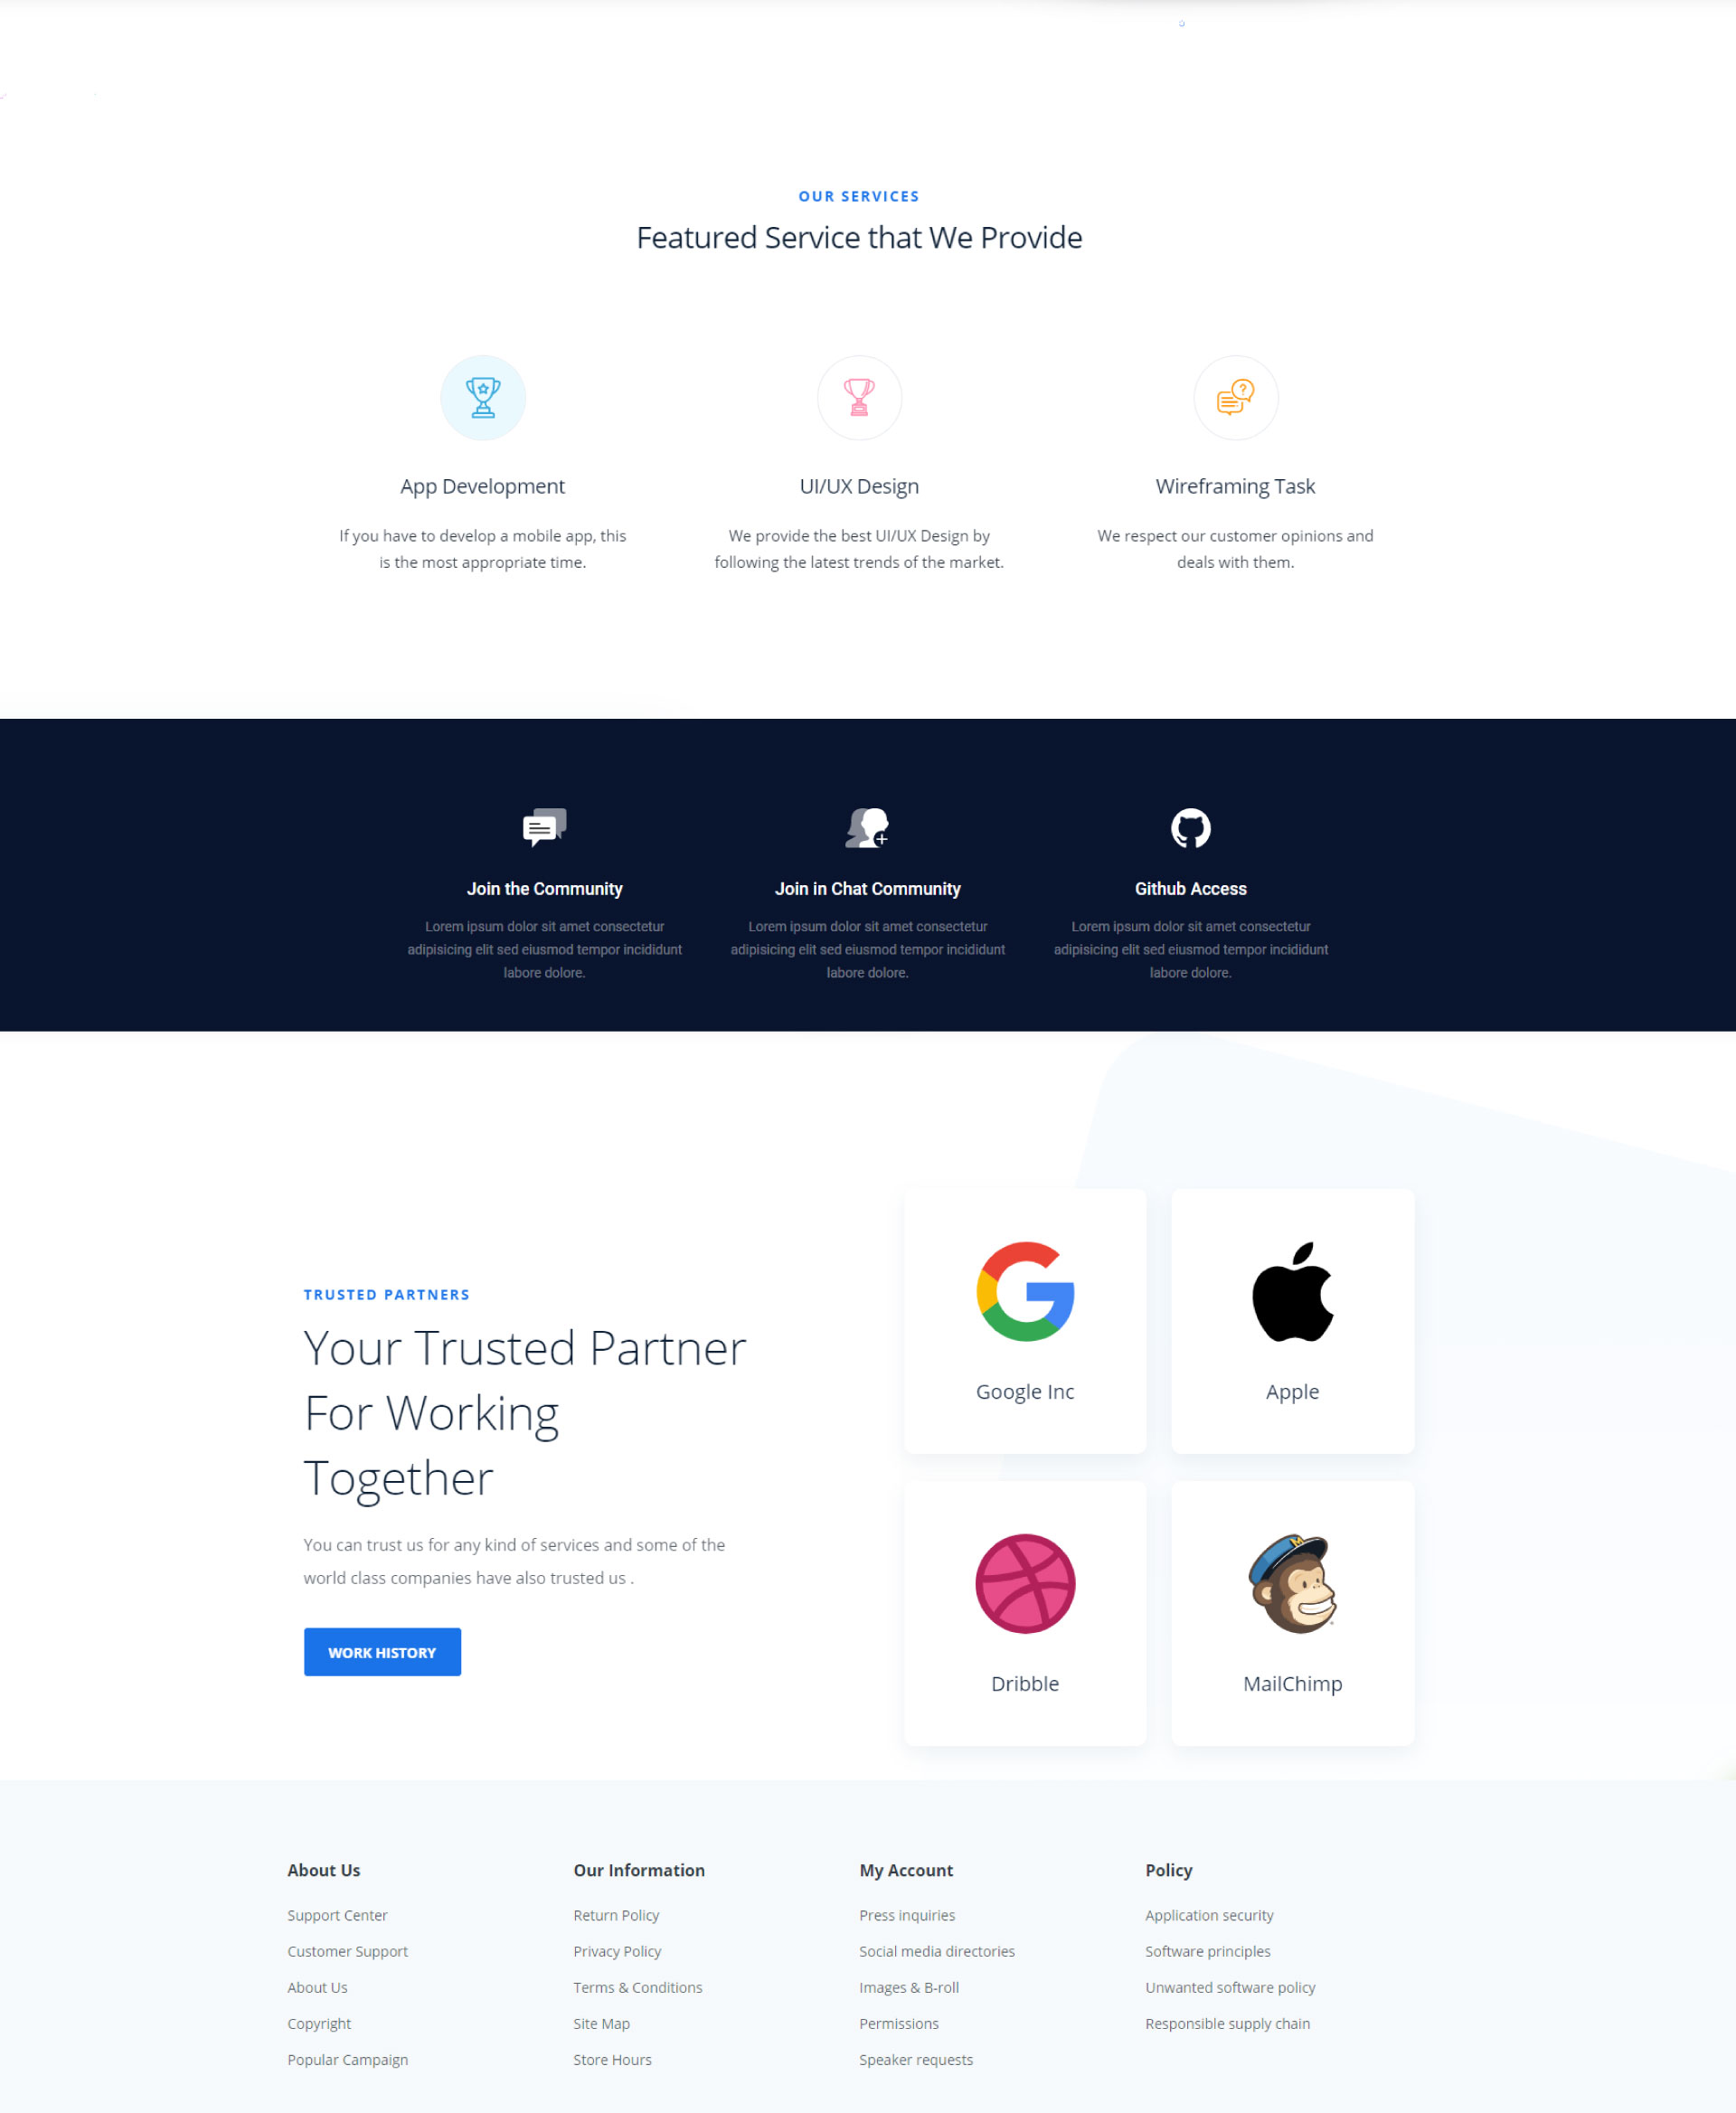 OUR SERVICES
Featured Service that We Provide
App Development
If you have to develop a mobile app, this
is the most appropriate time.
UI/UX Design
We provide the best UI/UX Design by
following the latest trends of the market.
Wireframing Task
We respect our customer opinions and
deals with them.
Join the Community
Lorem ipsum dolor sit amet consectetur
adipisicing elit sed eiusmod tempor incididunt
labore dolore.
Join in Chat Community
Lorem ipsum dolor sit amet consectetur
adipisicing elit sed eiusmod tempor incididunt
labore dolore.
Github Access
Lorem ipsum dolor sit amet consectetur
adipisicing elit sed eiusmod tempor incididunt
labore dolore.
TRUSTED PARTNERS
Your Trusted Partner
For Working
Together
You can trust us for any kind of services and some of the
world class companies have also trusted us .
WORK HISTORY
Google Inc
Apple
Dribble
MailChimp
About Us
Support Center
Customer Support
About Us
Copyright
Popular Campaign
Our Information
Return Policy
Privacy Policy
Terms & Conditions
Site Map
Store Hours
My Account
Press inquiries
Social media directories
Images & B-roll
Permissions
Speaker requests
Policy
Application security
Software principles
Unwanted software policy
Responsible supply chain